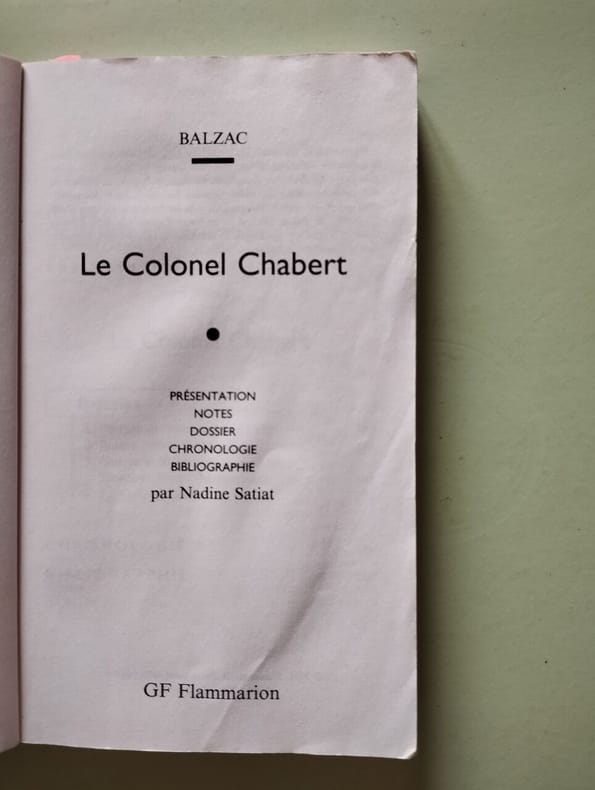 BALZAC
Le Colonel Chabert
PRÉSENTATION
NOTES
DOSSIER
CHRONOLOGIE
BIBLIOGRAPHIE
par Nadine Satiat
GF Flammarion